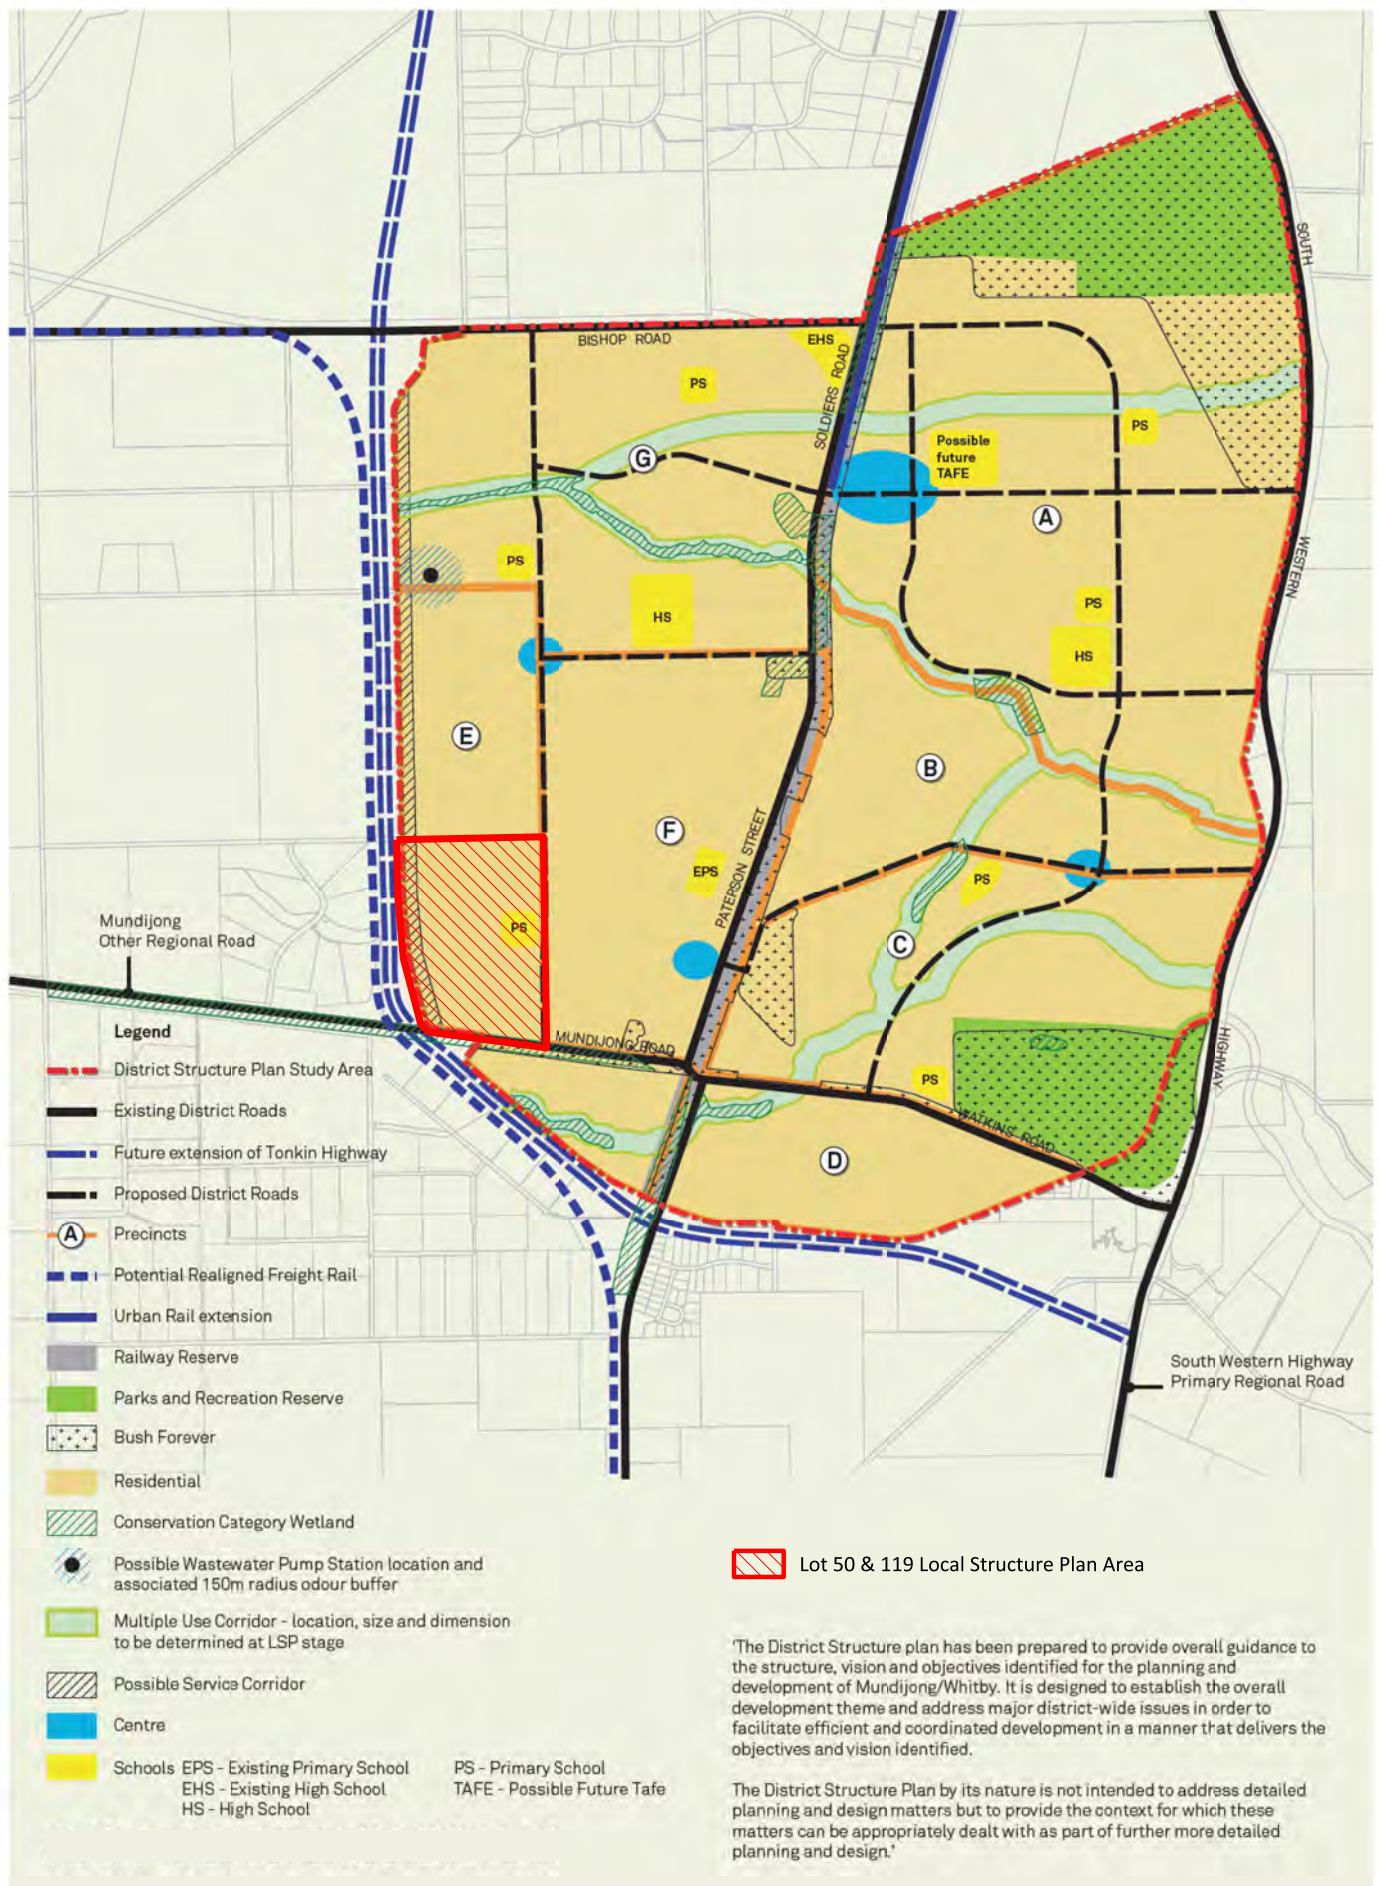 SOUTH
BISHOP ROAD
EHS
PS
SOLDIERS ROAD
PS
Possible
future
TAFE
G
A
WESTERN
PS
HS
PS
HS
E
B
F
PATERSON STREET
EPS
PS
PS
C
Mundijong
Other Regional Road
MUNDIJONG ROAD
HIGHWAY
PS
WATKINS ROAD
D
South Western Highway
Primary Regional Road
Legend
District Structure Plan Study Area
Existing District Roads
Future extension of Tonkin Highway
Proposed District Roads
A Precincts
Potential Realigned Freight Rail
Urban Rail extension
Railway Reserve
Parks and Recreation Reserve
Bush Forever
Residential
Conservation Category Wetland
Possible Wastewater Pump Station location and
associated 150m radius odour buffer
Multiple Use Corridor - location, size and dimension
to be determined at LSP stage
Possible Service Corridor
Centre
Schools EPS - Existing Primary School PS - Primary School
EHS - Existing High School TAFE - Possible Future Tafe
HS - High School
Lot 50 & 119 Local Structure Plan Area
'The District Structure plan has been prepared to provide overall guidance to
the structure, vision and objectives identified for the planning and
development of Mundijong/Whitby. It is designed to establish the overall
development theme and address major district-wide issues in order to
facilitate efficient and coordinated development in a manner that delivers the
objectives and vision identified.
The District Structure Plan by its nature is not intended to address detailed
planning and design matters but to provide the context for which these
matters can be appropriately dealt with as part of further more detailed
planning and design.'